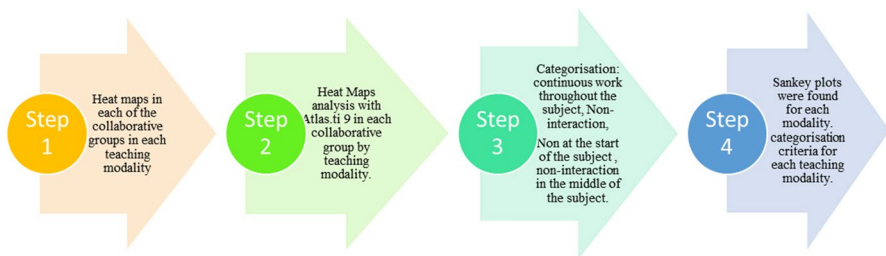 Step
1
Heat maps in
each of the
collaborative
groups in each
teaching
modality
Step
2
Heat Maps
analysis with
Atlas.ti 9 in each
collaborative
group by
teaching
modality.
Step
3
Categorisation:
continuous work
throughout the
subject, Non-
interaction,
Non at the start
of the subject ,
non-interaction
in the middle of
the subject.
Step
4
Sankey plots
were found
for each
modality.
categorisation
criteria for
each teaching
modality.